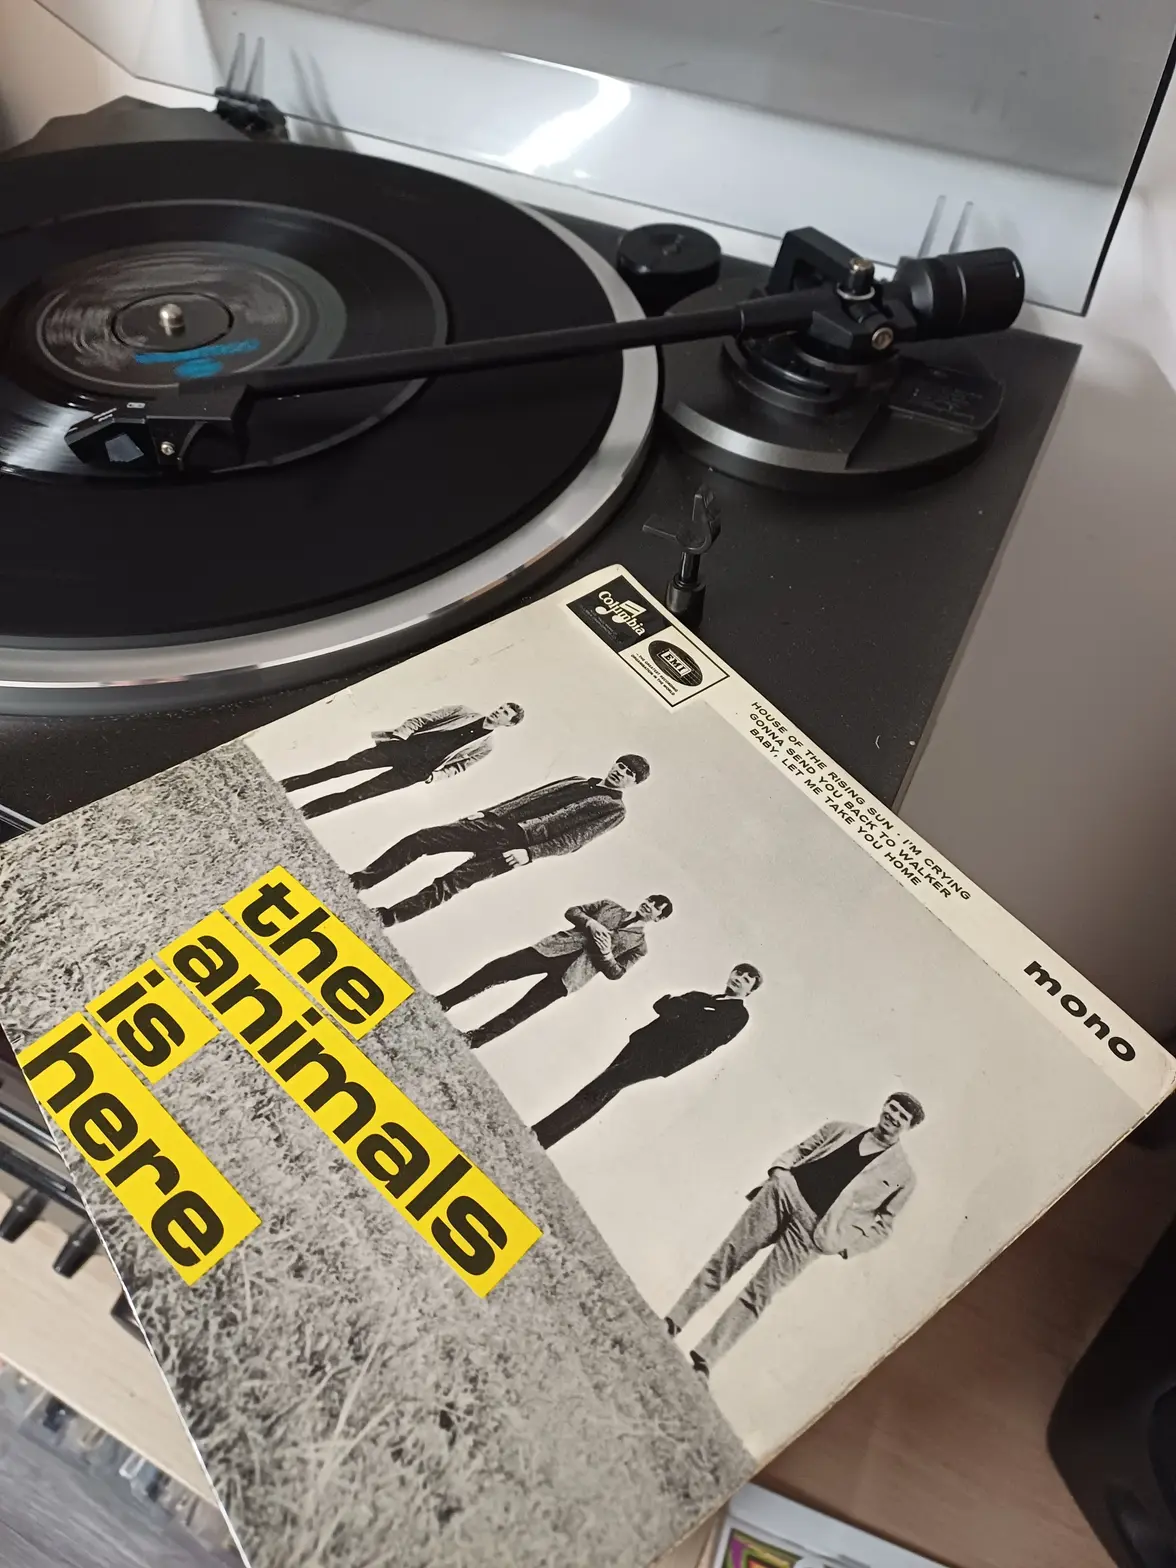 Columbia
EMI
HOUSE OF THE RISING SUN · I'M CRYING
GONNA SEND YOU BACK TO WALKER
BABY, LET ME TAKE YOU HOME
mono
the
animals
is
here